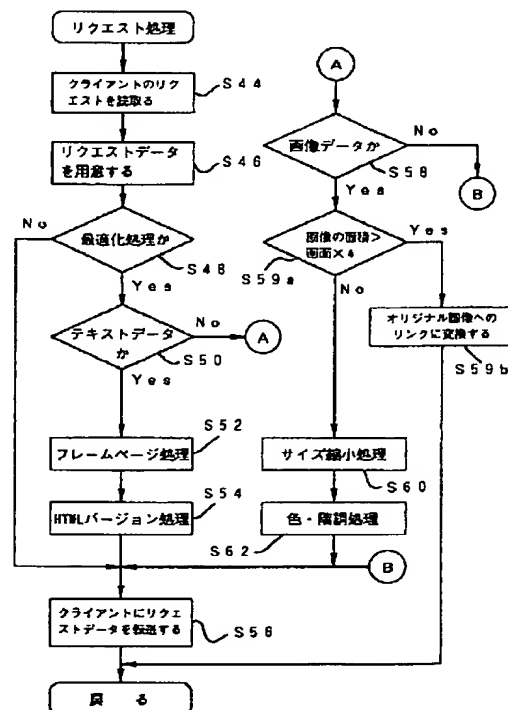 リクエスト処理
クライアントのリク
エストを読取る
S44
リクエストデータ
を用意する
S46
No
最適化処理か
S48
Yes
テキストデータ
か
No
A
S50
Yes
フレームページ処理
S52
HTMLバージョン処理
S54
クライアントにリクエ
ストデータを転送する
S56
戻る
A
画像データか
No
S58
B
Yes
画像の面積>
画面×4
Yes
S59a
No
オリジナル画像への
リンクに変換する
S59b
サイズ縮小処理
S60
色・階調処理
S62
B